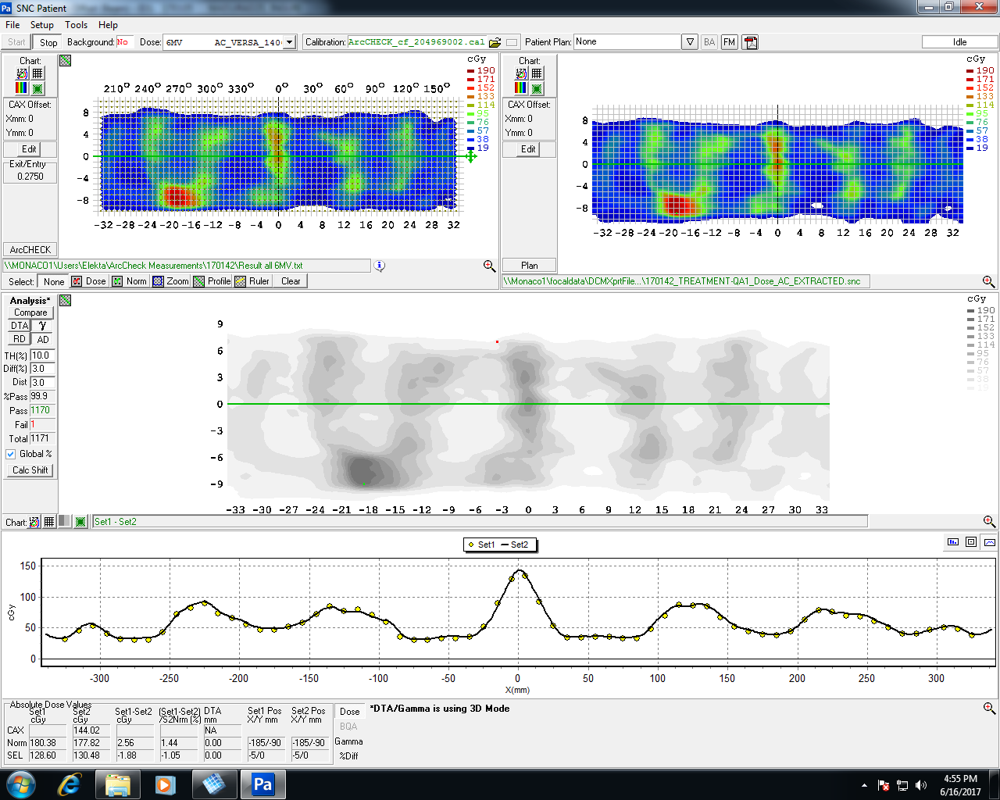 SNC Patient
File Setup Tools Help
Start Stop Background: No Dose: 6MV AC_VERSA_140 Calibration: ArcCHECK_cf_204969002.cal Patient Plan: None BA FM Idle
Chart:
CAX Offset:
Xmm: 0
Ymm: 0
Edit
Exit/Entry
0.2750
ArcCHECK
210° 240° 270° 300° 330° 0° 30° 60° 90° 120° 150°
8
4
0
-4
-8
-32 -28 -24 -20 -16 -12 -8 -4 0 4 8 12 16 20 24 28 32
cGy
190
171
152
133
114
95
76
57
38
19
\\MONACO1\Users\Elekta\ArcCheck Measurements\170142\Result all 6MV.txt
Select: None Dose Norm Zoom Profile Ruler Clear
Chart:
CAX Offset:
Xmm: 0
Ymm: 0
Edit
Plan
8
4
0
-4
-8
-32 -28 -24 -20 -16 -12 -8 -4 0 4 8 12 16 20 24 28 32
cGy
190
171
152
133
114
95
76
57
38
19
\\Monaco1\focaldata\DCMXprtFile...\170142_TREATMENT-QA1_Dose_AC_EXTRACTED.snc
Analysis*
Compare
DTA γ
RD AD
TH(%) 10.0
Diff(%) 3.0
Dist 3.0
%Pass 99.9
Pass 1170
Fail 1
Total 1171
Global %
Calc Shift
9
6
3
0
-3
-6
-9
-33 -30 -27 -24 -21 -18 -15 -12 -9 -6 -3 0 3 6 9 12 15 18 21 24 27 30 33
cGy
190
171
152
133
114
95
76
57
38
19
Chart: Set1 - Set2
Set1 Set2
cGy
150
100
50
0
-300 -250 -200 -150 -100 -50 0 50 100 150 200 250 300
X(mm)
Absolute Dose Values
Set1 Set2 Set1-Set2 (Set1-Set2) DTA Set1 Pos Set2 Pos
cGy cGy cGy /S2Nrm (%) mm X/Y mm X/Y mm
CAX 144.02 NA
Norm 180.38 177.82 2.56 1.44 0.00 -185/-90 -185/-90
SEL 128.60 130.48 -1.88 -1.05 0.00 -5/0 -5/0
Dose
BQA
Gamma
%Diff
*DTA/Gamma is using 3D Mode
Pa
4:55 PM
6/16/2017